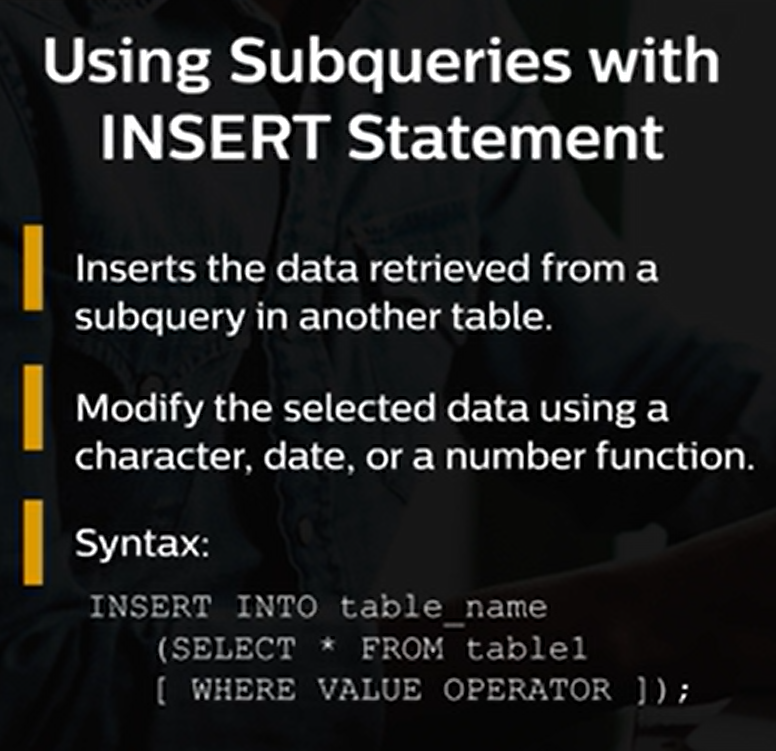 Using Subqueries with
INSERT Statement
Inserts the data retrieved from a
subquery in another table.
Modify the selected data using a
character, date, or a number function.
Syntax:
INSERT INTO table_name
(SELECT * FROM table1
[ WHERE VALUE OPERATOR ]);